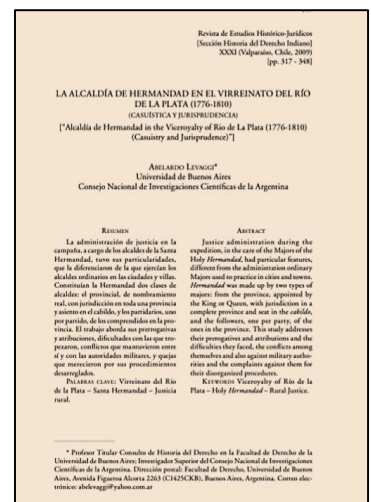 Revista de Estudios Histórico-Jurídicos
[Sección Historia del Derecho Indiano]
XXXI (Valparaíso, Chile, 2009)
[pp. 317 - 348]
LA ALCALDÍA DE HERMANDAD EN EL VIRREINATO DEL RÍO
DE LA PLATA (1776-1810)
(CASUÍSTICA Y JURISPRUDENCIA)
["Alcaldía de Hermandad in the Viceroyalty of Rio de La Plata (1776-1810)
(Casuistry and Jurisprudence)"]
Abelardo Levaggi*
Universidad de Buenos Aires
Consejo Nacional de Investigaciones Científicas de la Argentina
Resumen
La administración de justicia en la
campaña, a cargo de los alcaldes de la Santa
Hermandad, tuvo sus particularidades,
que la diferenciaron de la que ejercían los
alcaldes ordinarios en las ciudades y villas.
Constituían la Hermandad dos clases de
alcaldes: el provincial, de nombramiento
real, con jurisdicción en toda una provincia
y asiento en el cabildo, y los partidarios, uno
por partido, de los comprendidos en la pro-
vincia. El trabajo aborda sus prerrogativas
y atribuciones, dificultades con las que tro-
pezaron, conflictos que mantuvieron entre
sí y con las autoridades militares, y quejas
que merecieron por sus procedimientos
desarreglados.
Palabras clave: Virreinato del Río
de la Plata – Santa Hermandad – Justicia
rural.
Abstract
Justice administration during the
expedition, in the care of the Majors of the
Holy Hermandad, had particular features,
different from the administration ordinary
Majors used to practice in cities and towns.
Hermandad was made up by two types of
majors: from the province, appointed by
the King or Queen, with jurisdiction in a
complete province and seat in the cabildo,
and the followers, one per party, of the
ones in the province. This study addresses
their prerogatives and attributions and the
difficulties they faced, the conflicts among
themselves and also against military autho-
rities and the complaints against them for
their disorganized procedures.
Keywords: Viceroyalty of Río de la
Plata – Holy Hermandad – Rural Justice.
* Profesor Titular Consulto de Historia del Derecho en la Facultad de Derecho de la
Universidad de Buenos Aires; Investigador Superior del Consejo Nacional de Investigaciones
Científicas de la Argentina. Dirección postal: Facultad de Derecho, Universidad de Buenos
Aires, Avenida Figueroa Alcorta 2263 (C1425CKB), Buenos Aires, Argentina. Correo elec-
trónico: abelevaggi@yahoo.com.ar